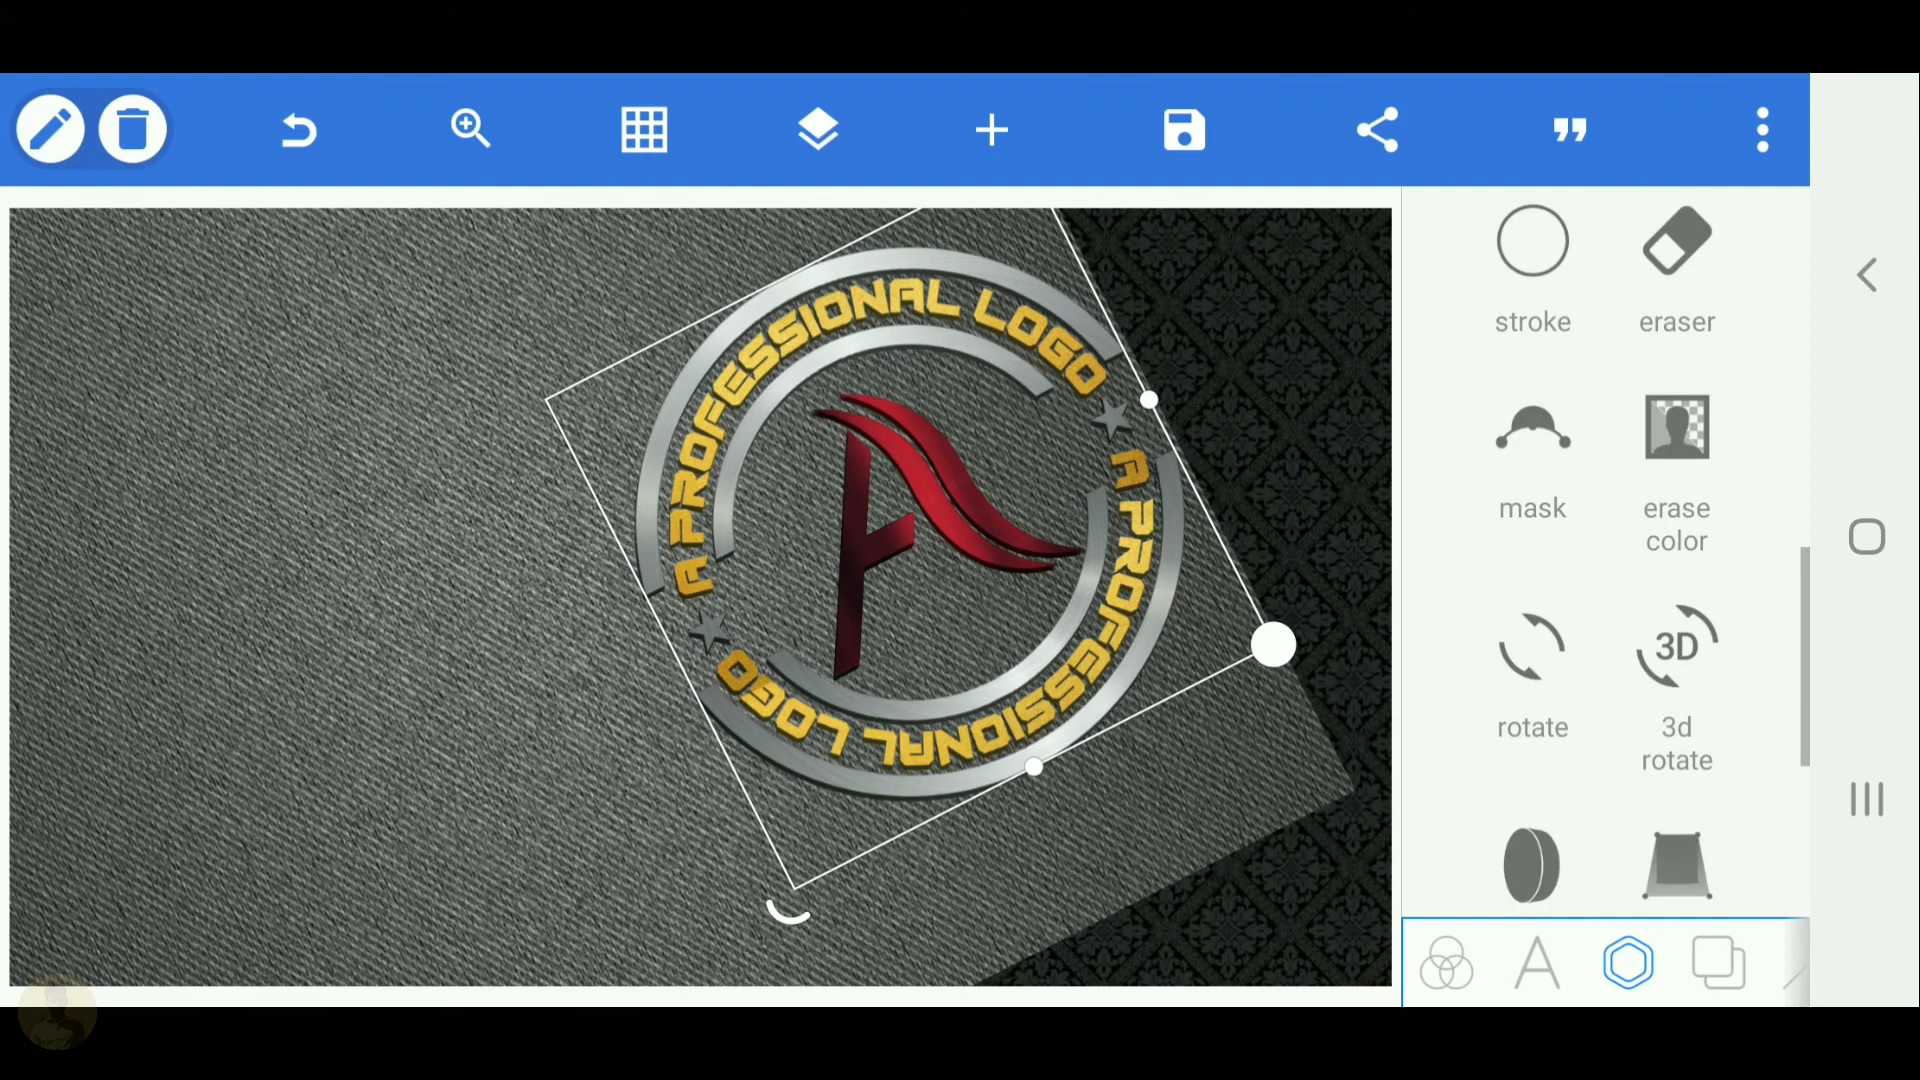 A PROFESSIONAL LOGO
A PROFESSIONAL LOGO
stroke
eraser
mask
erase
color
rotate
3D
3d
rotate